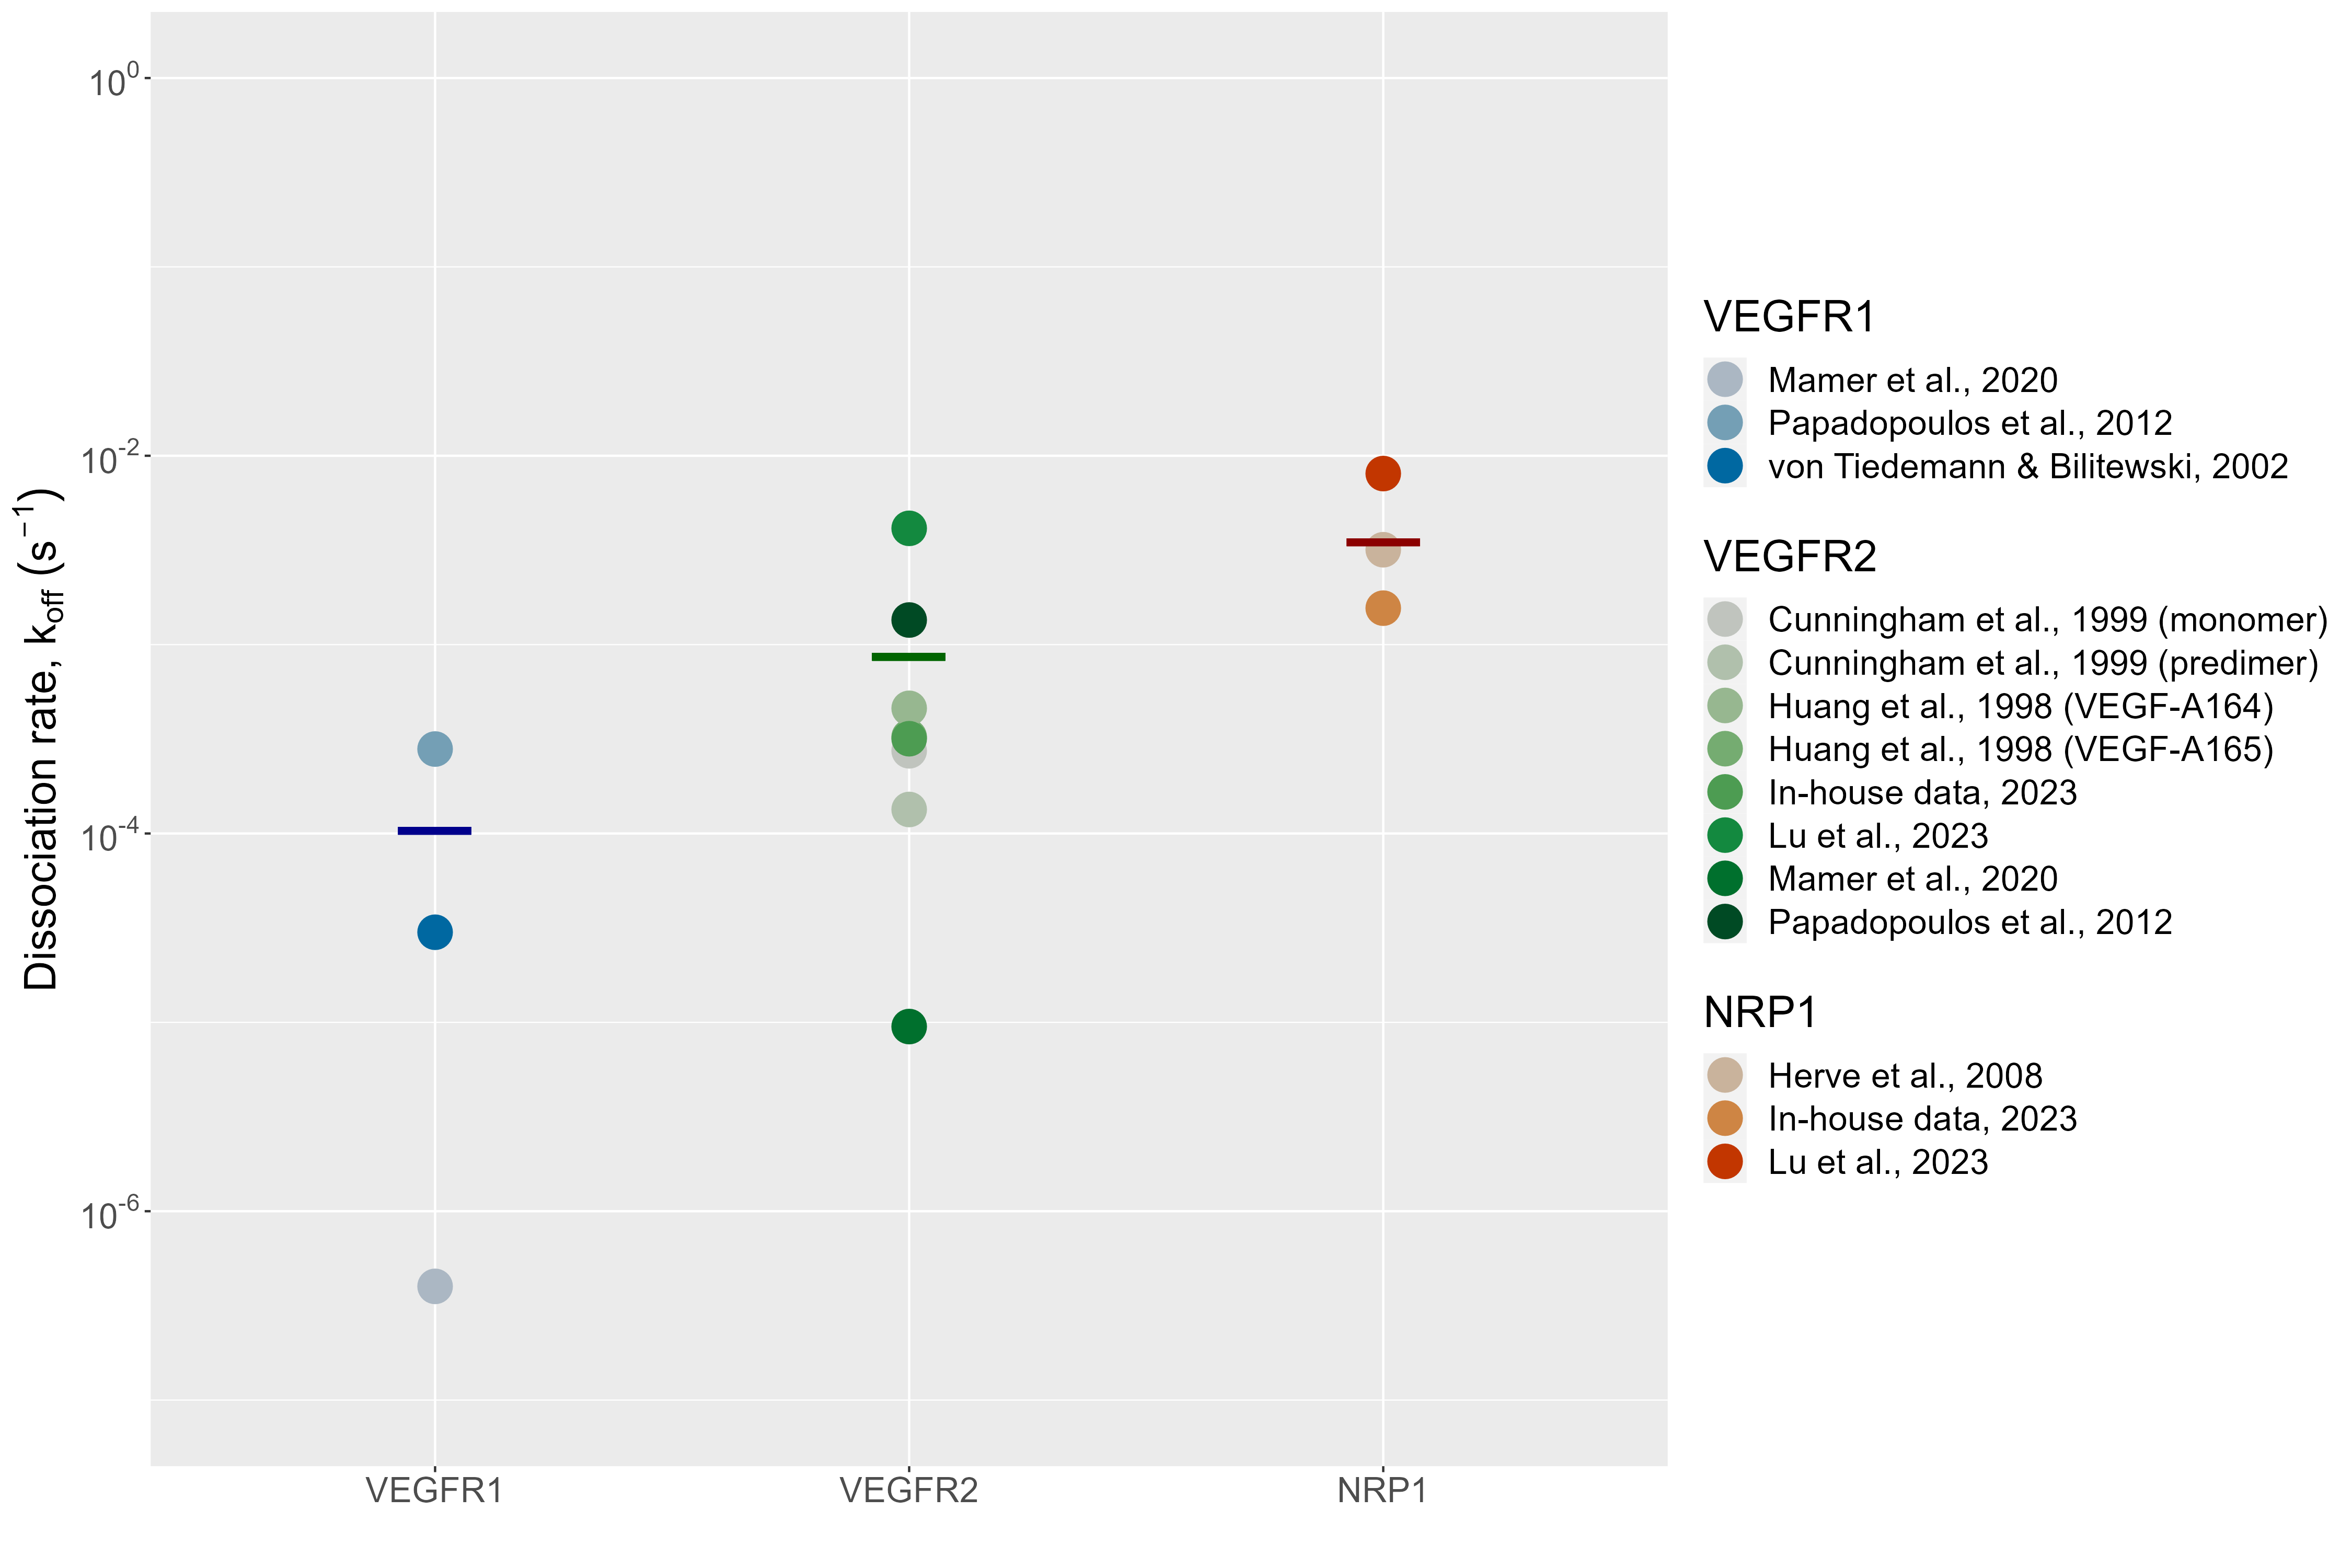 Dissociation rate, k_off (s⁻¹)
10⁰
10⁻²
10⁻⁴
10⁻⁶
VEGFR1
VEGFR2
NRP1
VEGFR1
Mamer et al., 2020
Papadopoulos et al., 2012
von Tiedemann & Bilitewski, 2002
VEGFR2
Cunningham et al., 1999 (monomer)
Cunningham et al., 1999 (predimer)
Huang et al., 1998 (VEGF-A164)
Huang et al., 1998 (VEGF-A165)
In-house data, 2023
Lu et al., 2023
Mamer et al., 2020
Papadopoulos et al., 2012
NRP1
Herve et al., 2008
In-house data, 2023
Lu et al., 2023